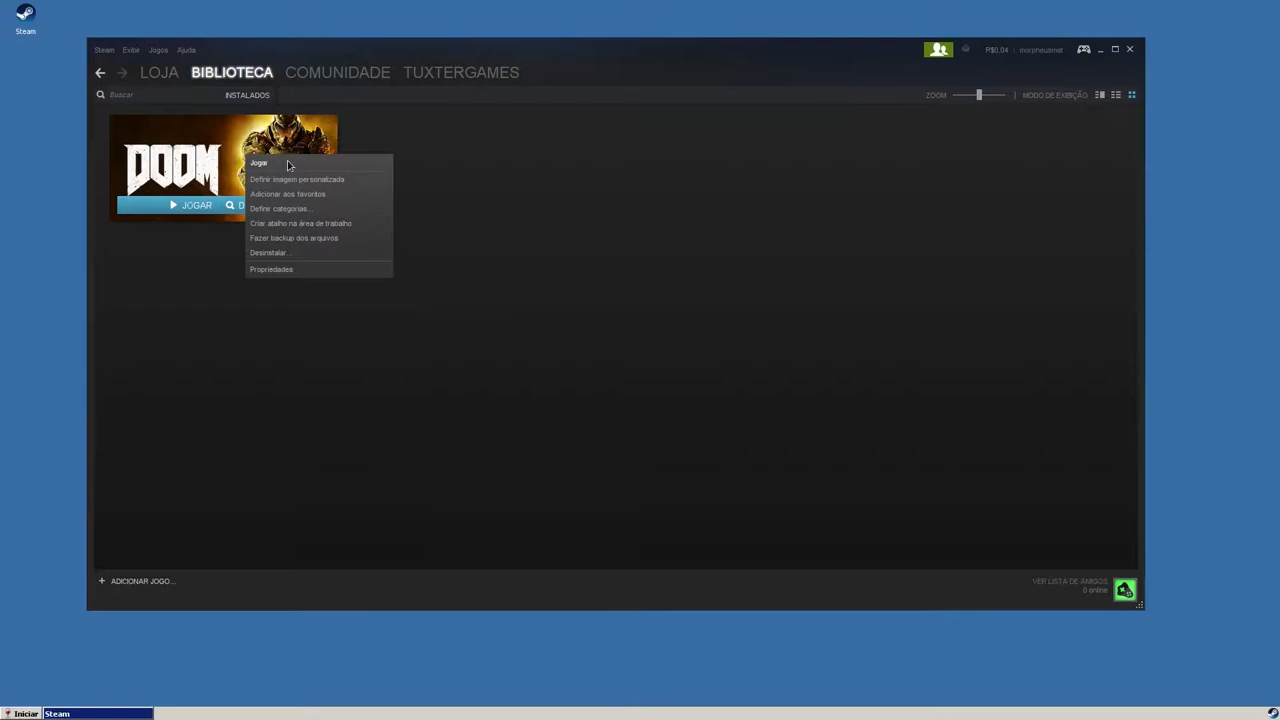 Steam
Steam Exibir Jogos Ajuda
R$0,04 morpheusmat
LOJA BIBLIOTECA COMUNIDADE TUXTERGAMES
Buscar INSTALADOS ZOOM MODO DE EXIBIÇÃO
DOOM
JOGAR D
Jogar
Definir imagem personalizada
Adicionar aos favoritos
Definir categorias...
Criar atalho na área de trabalho
Fazer backup dos arquivos
Desinstalar...
Propriedades
+ ADICIONAR JOGO...
VER LISTA DE AMIGOS
0 online
Iniciar Steam